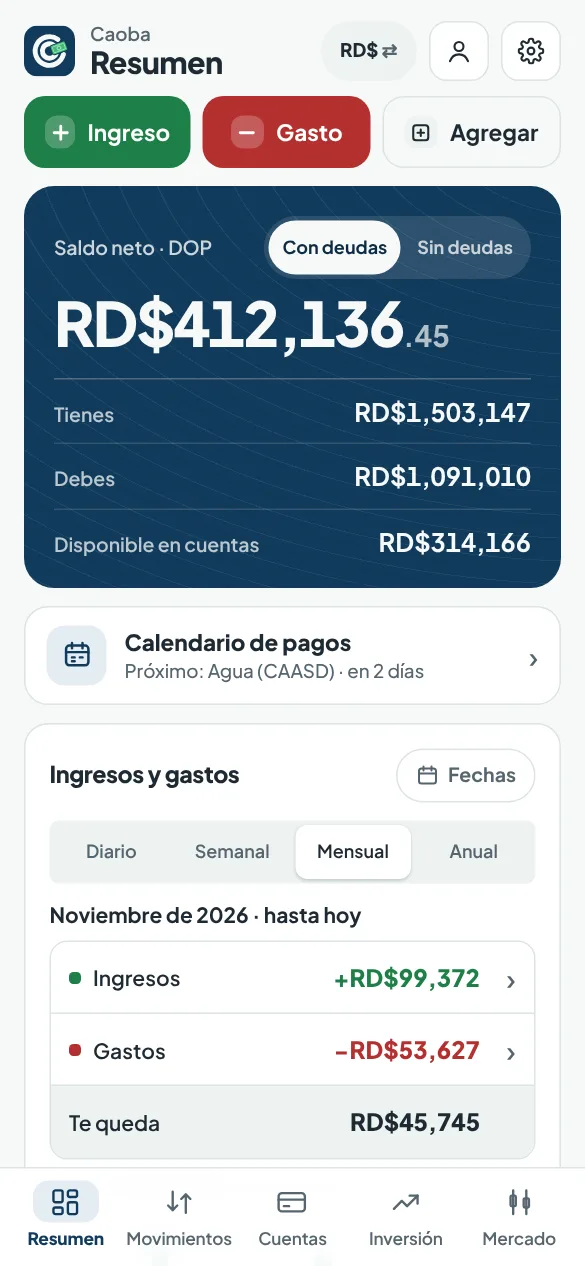 Caoba
Resumen
RD$ ⇄
+ Ingreso
− Gasto
Agregar
Saldo neto · DOP
Con deudas
Sin deudas
RD$412,136.45
Tienes RD$1,503,147
Debes RD$1,091,010
Disponible en cuentas RD$314,166
Calendario de pagos
Próximo: Agua (CAASD) · en 2 días ›
Ingresos y gastos
Fechas
Diario Semanal Mensual Anual
Noviembre de 2026 · hasta hoy
Ingresos +RD$99,372 ›
Gastos −RD$53,627 ›
Te queda RD$45,745
Resumen Movimientos Cuentas Inversión Mercado